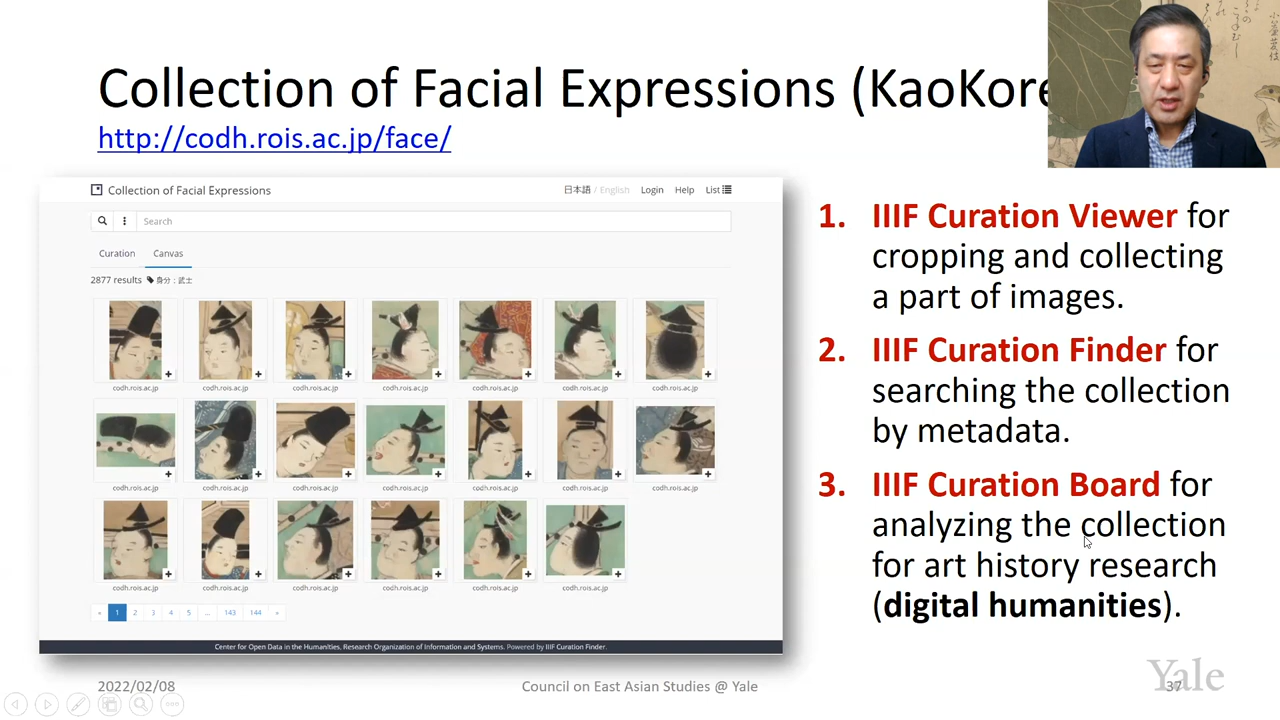 Collection of Facial Expressions (KaoKore
http://codh.rois.ac.jp/face/
Collection of Facial Expressions
日本語 / English Login Help List
Search
Curation Canvas
2877 results 身分：武士
codh.rois.ac.jp codh.rois.ac.jp codh.rois.ac.jp codh.rois.ac.jp codh.rois.ac.jp codh.rois.ac.jp codh.rois.ac.jp
codh.rois.ac.jp codh.rois.ac.jp codh.rois.ac.jp codh.rois.ac.jp codh.rois.ac.jp codh.rois.ac.jp codh.rois.ac.jp
codh.rois.ac.jp codh.rois.ac.jp codh.rois.ac.jp codh.rois.ac.jp codh.rois.ac.jp codh.rois.ac.jp
« 1 2 3 4 5 ... 143 144 »
Center for Open Data in the Humanities, Research Organization of Information and Systems. Powered by IIIF Curation Finder.
1. IIIF Curation Viewer for
cropping and collecting
a part of images.
2. IIIF Curation Finder for
searching the collection
by metadata.
3. IIIF Curation Board for
analyzing the collection
for art history research
(digital humanities).
2022/02/08
Council on East Asian Studies @ Yale
Yale
37